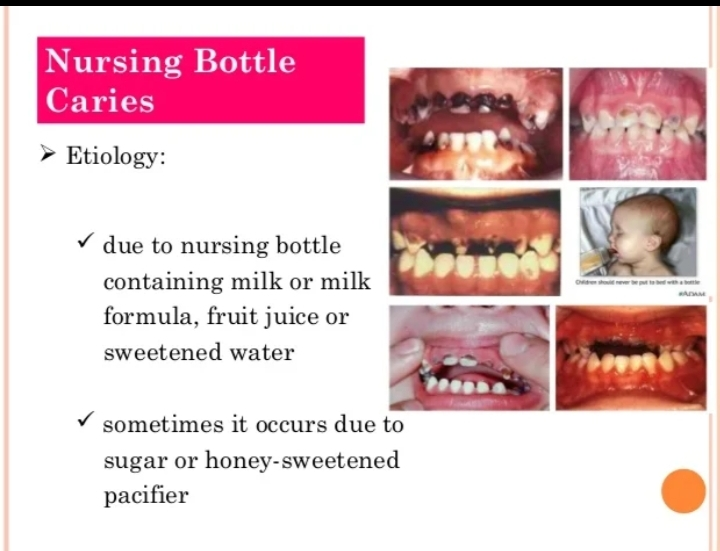 Nursing Bottle
Caries
➢ Etiology:
✓ due to nursing bottle
containing milk or milk
formula, fruit juice or
sweetened water
✓ sometimes it occurs due to
sugar or honey-sweetened
pacifier
Children should never be put to bed with a bottle
ADAM